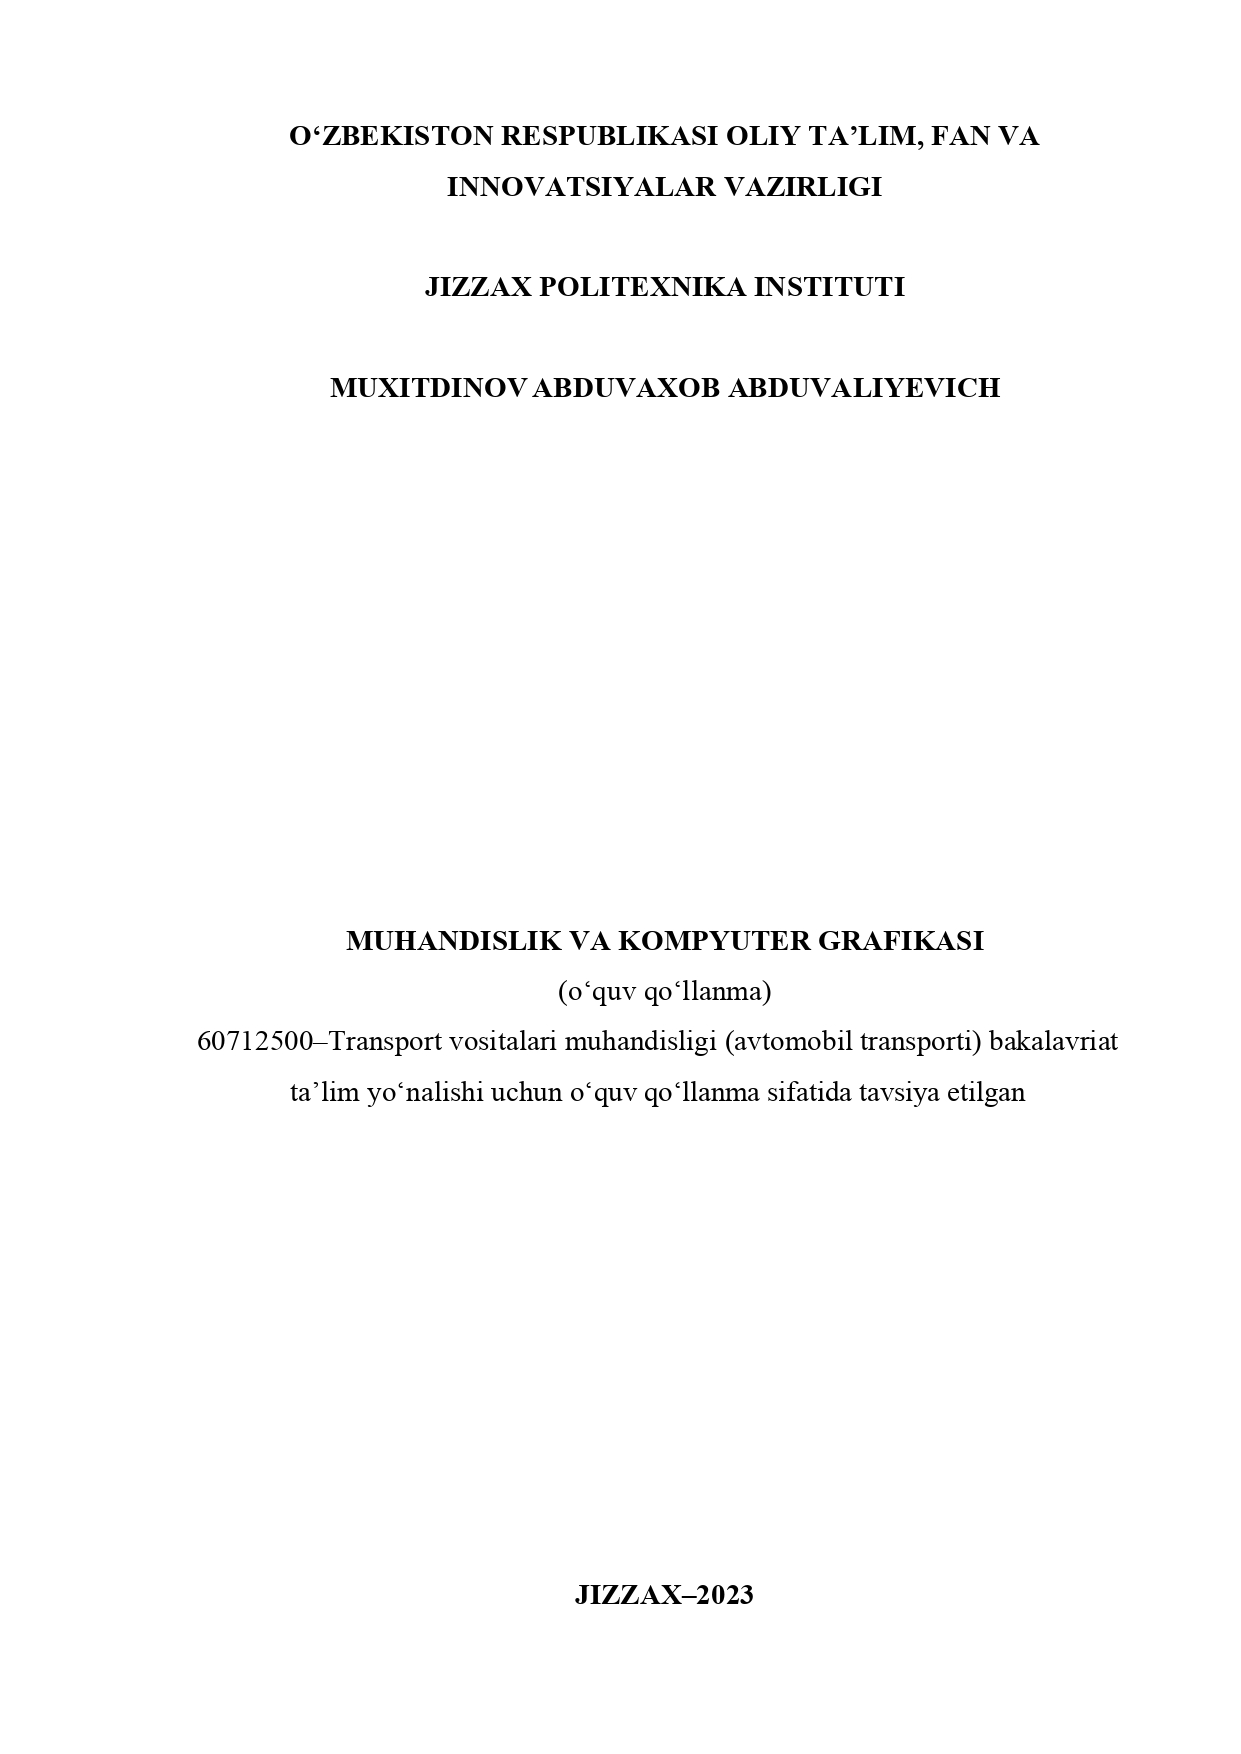 O‘ZBEKISTON RESPUBLIKASI OLIY TA’LIM, FAN VA
INNOVATSIYALAR VAZIRLIGI
JIZZAX POLITEXNIKA INSTITUTI
MUXITDINOV ABDUVAXOB ABDUVALIYEVICH
MUHANDISLIK VA KOMPYUTER GRAFIKASI
(o‘quv qo‘llanma)
60712500–Transport vositalari muhandisligi (avtomobil transporti) bakalavriat
ta’lim yo‘nalishi uchun o‘quv qo‘llanma sifatida tavsiya etilgan
JIZZAX–2023